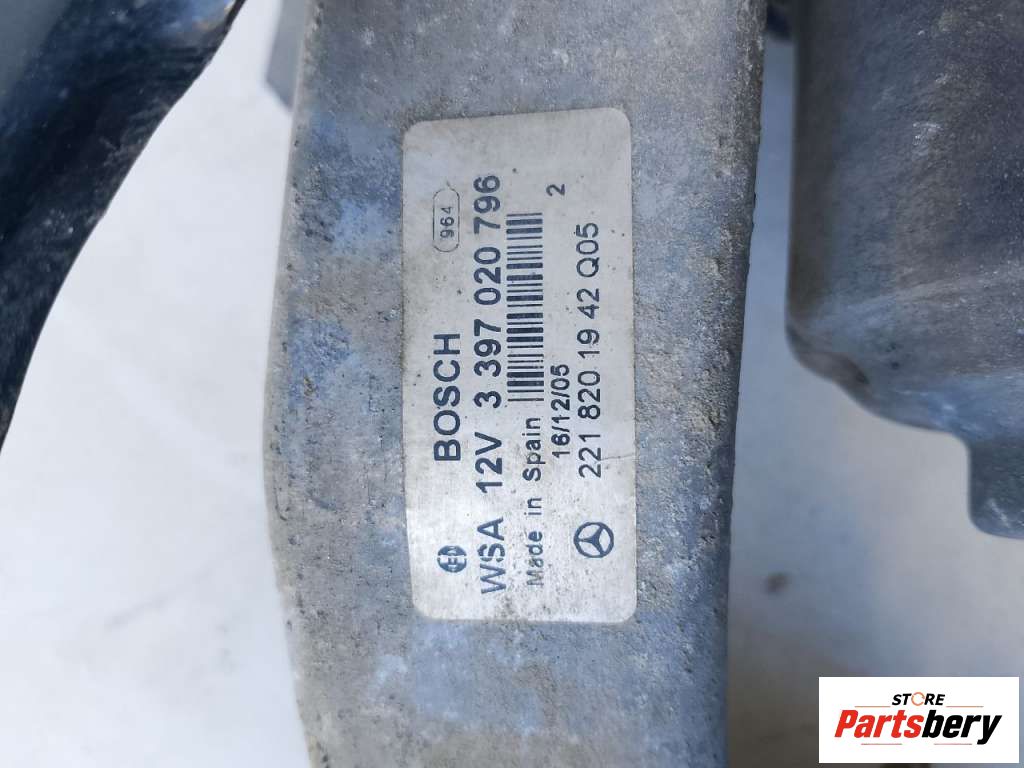 964
BOSCH
WSA 12V 3 397 020 796
Made in Spain
2
16/12/05
221 820 19 42 Q05
STORE
Partsbery